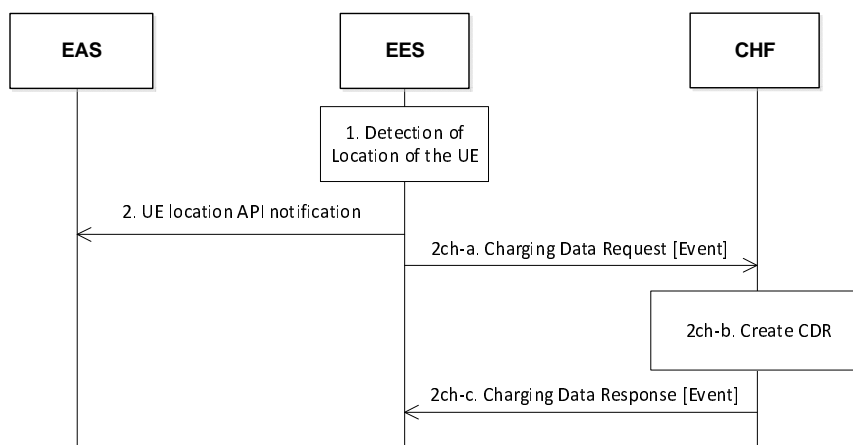 EAS
EES
CHF
1. Detection of
Location of the UE
2. UE location API notification
2ch-a. Charging Data Request [Event]
2ch-b. Create CDR
2ch-c. Charging Data Response [Event]